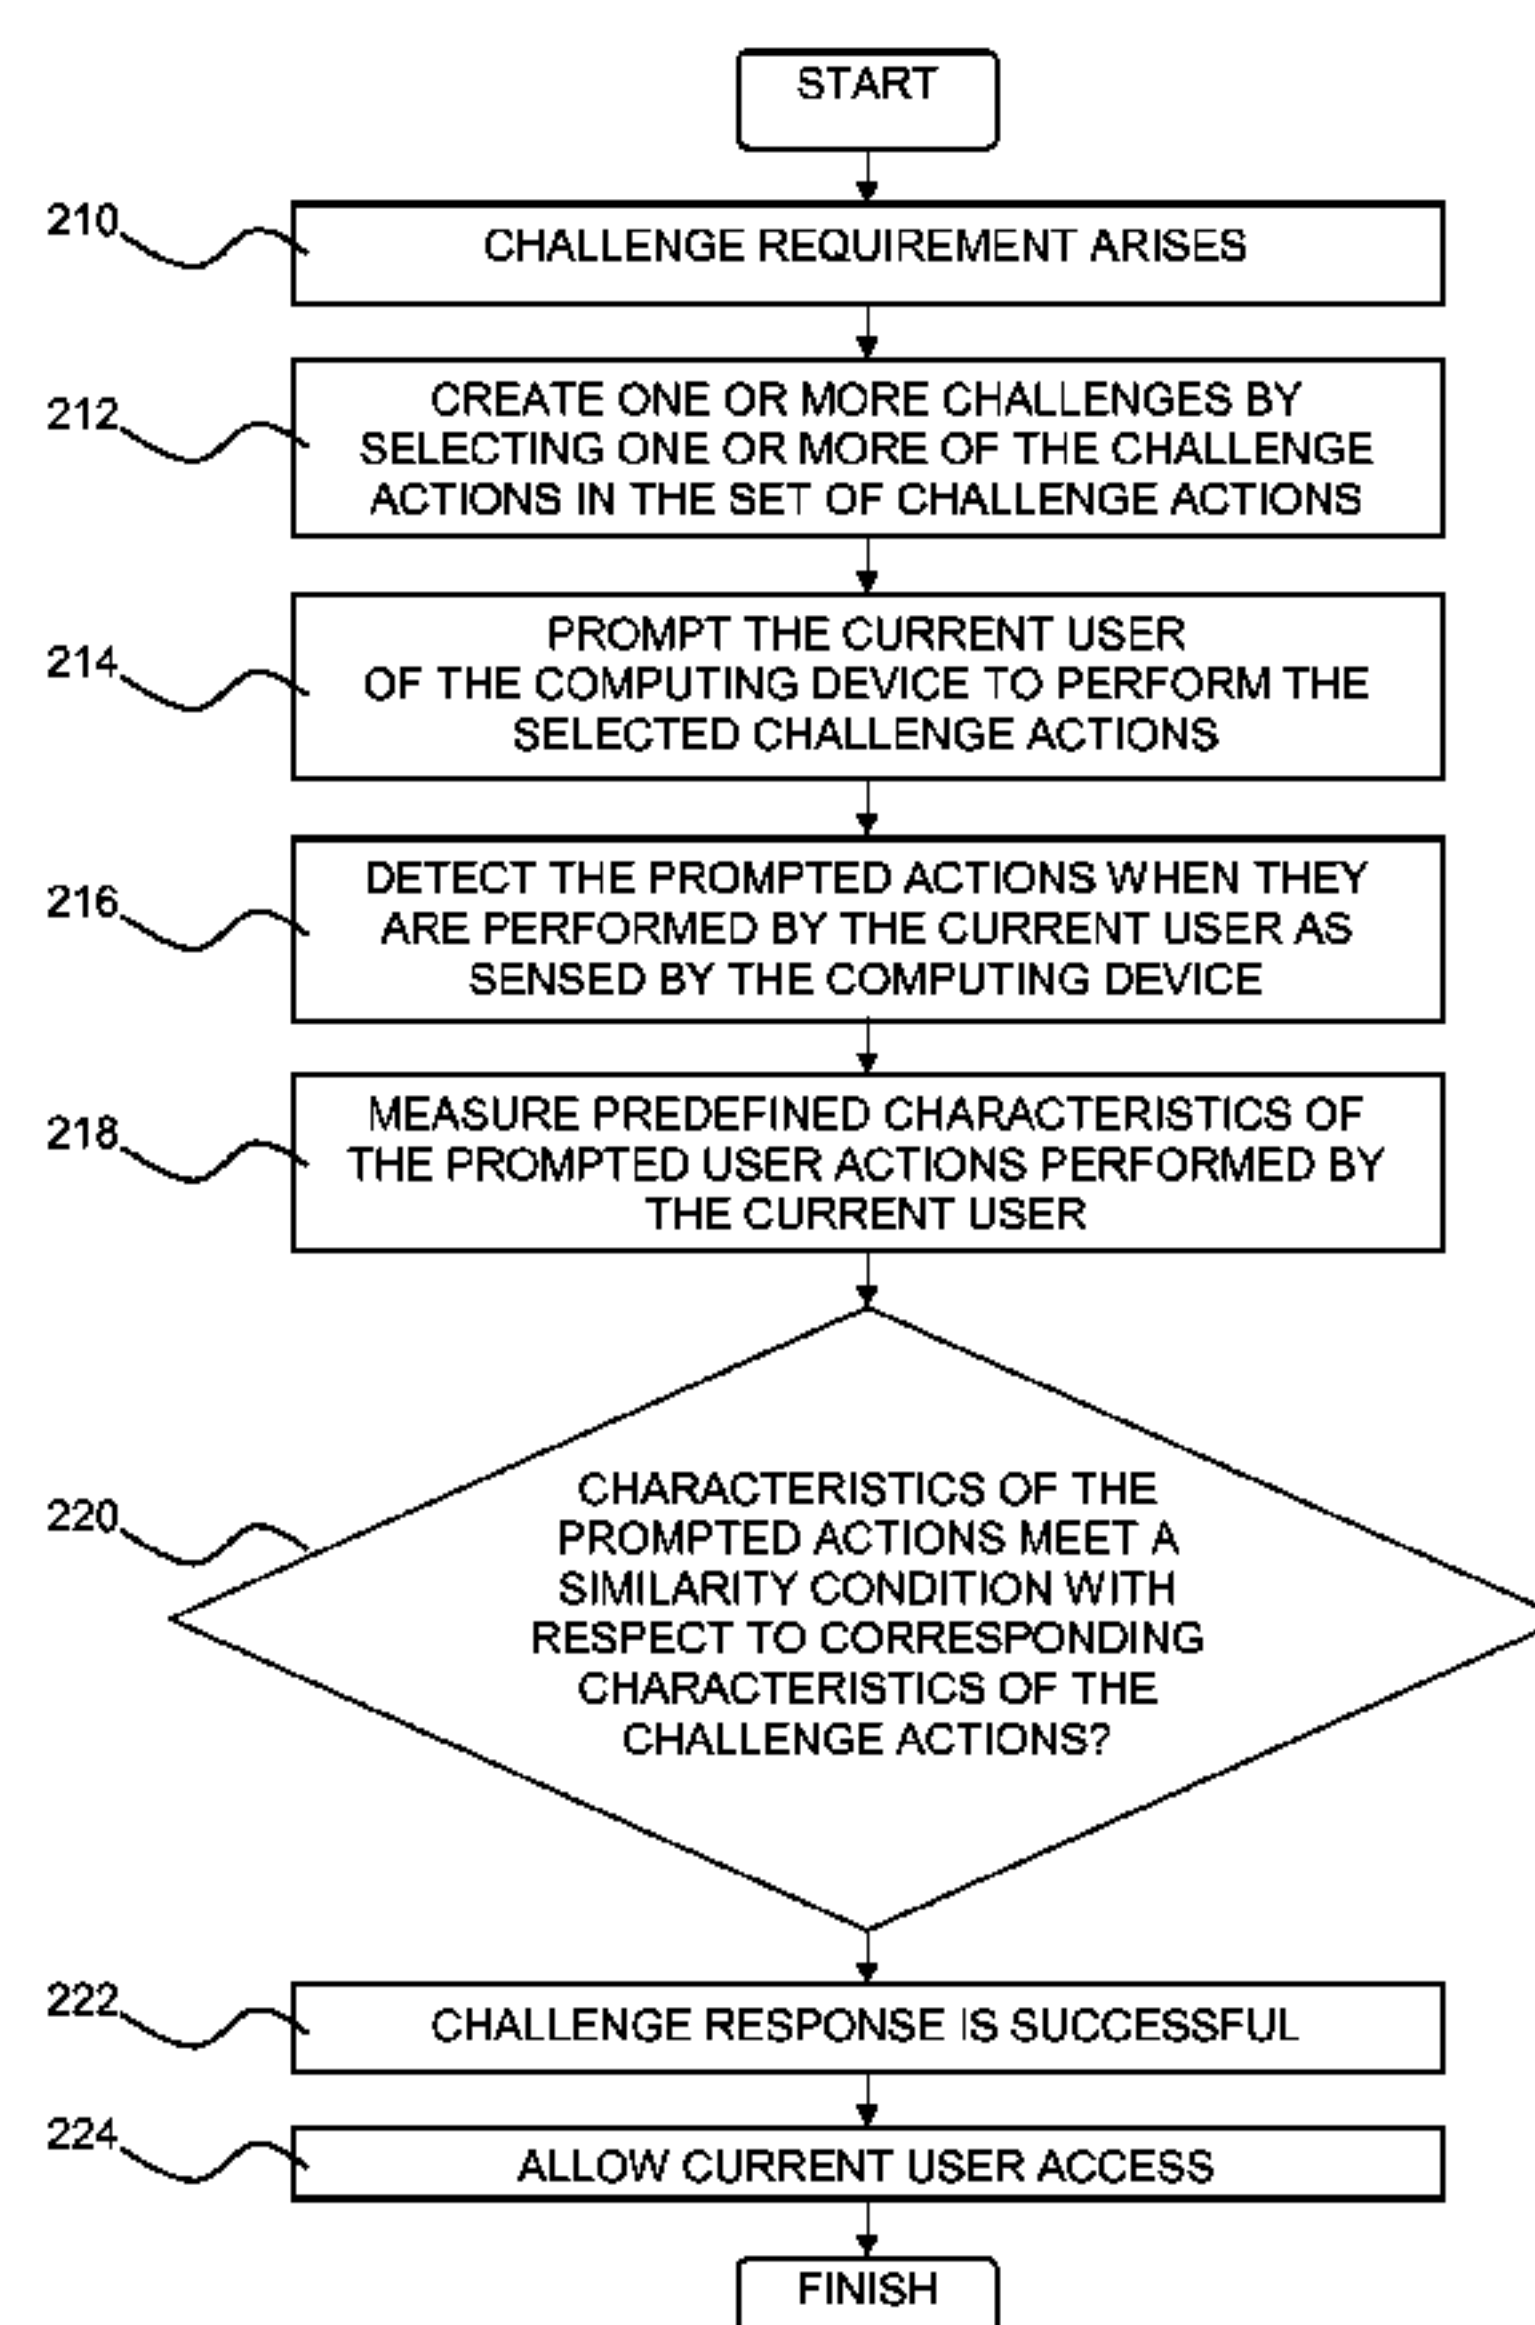 START
210
CHALLENGE REQUIREMENT ARISES
212
CREATE ONE OR MORE CHALLENGES BY
SELECTING ONE OR MORE OF THE CHALLENGE
ACTIONS IN THE SET OF CHALLENGE ACTIONS
214
PROMPT THE CURRENT USER
OF THE COMPUTING DEVICE TO PERFORM THE
SELECTED CHALLENGE ACTIONS
216
DETECT THE PROMPTED ACTIONS WHEN THEY
ARE PERFORMED BY THE CURRENT USER AS
SENSED BY THE COMPUTING DEVICE
218
MEASURE PREDEFINED CHARACTERISTICS OF
THE PROMPTED USER ACTIONS PERFORMED BY
THE CURRENT USER
220
CHARACTERISTICS OF THE
PROMPTED ACTIONS MEET A
SIMILARITY CONDITION WITH
RESPECT TO CORRESPONDING
CHARACTERISTICS OF THE
CHALLENGE ACTIONS?
222
CHALLENGE RESPONSE IS SUCCESSFUL
224
ALLOW CURRENT USER ACCESS
FINISH